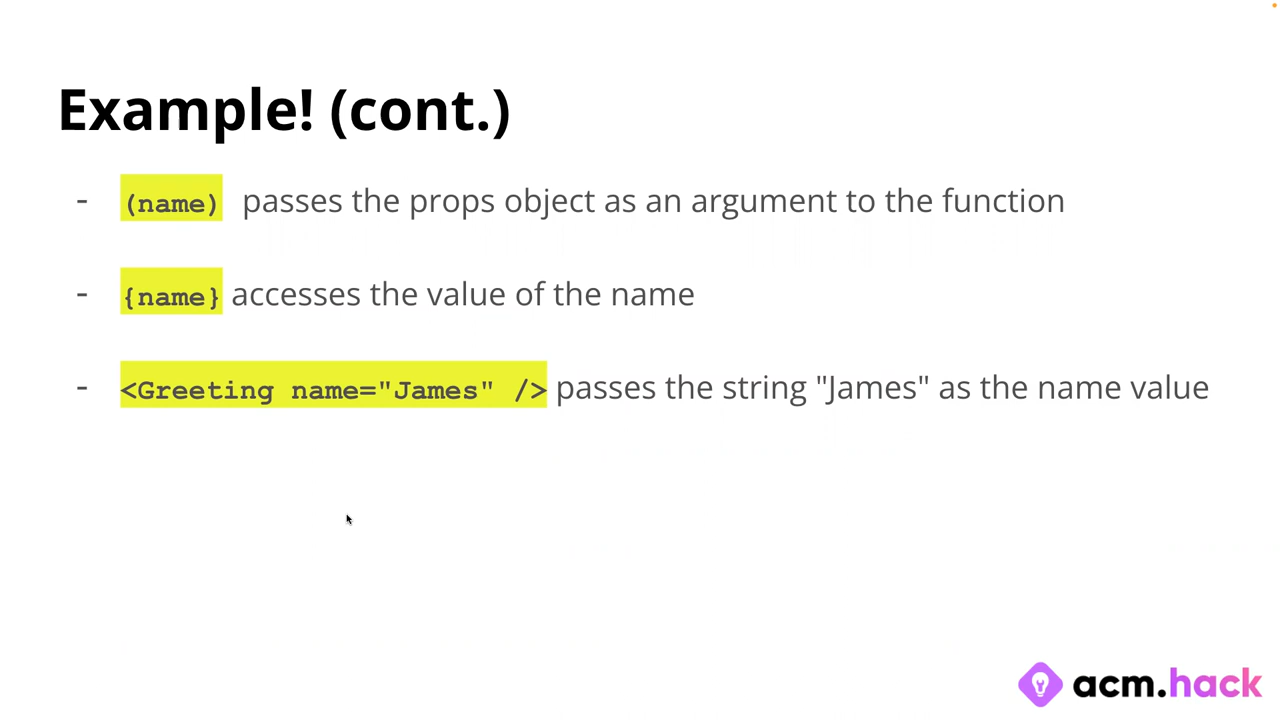 Example! (cont.)
- (name) passes the props object as an argument to the function
- {name} accesses the value of the name
- <Greeting name="James" /> passes the string "James" as the name value
acm.hack